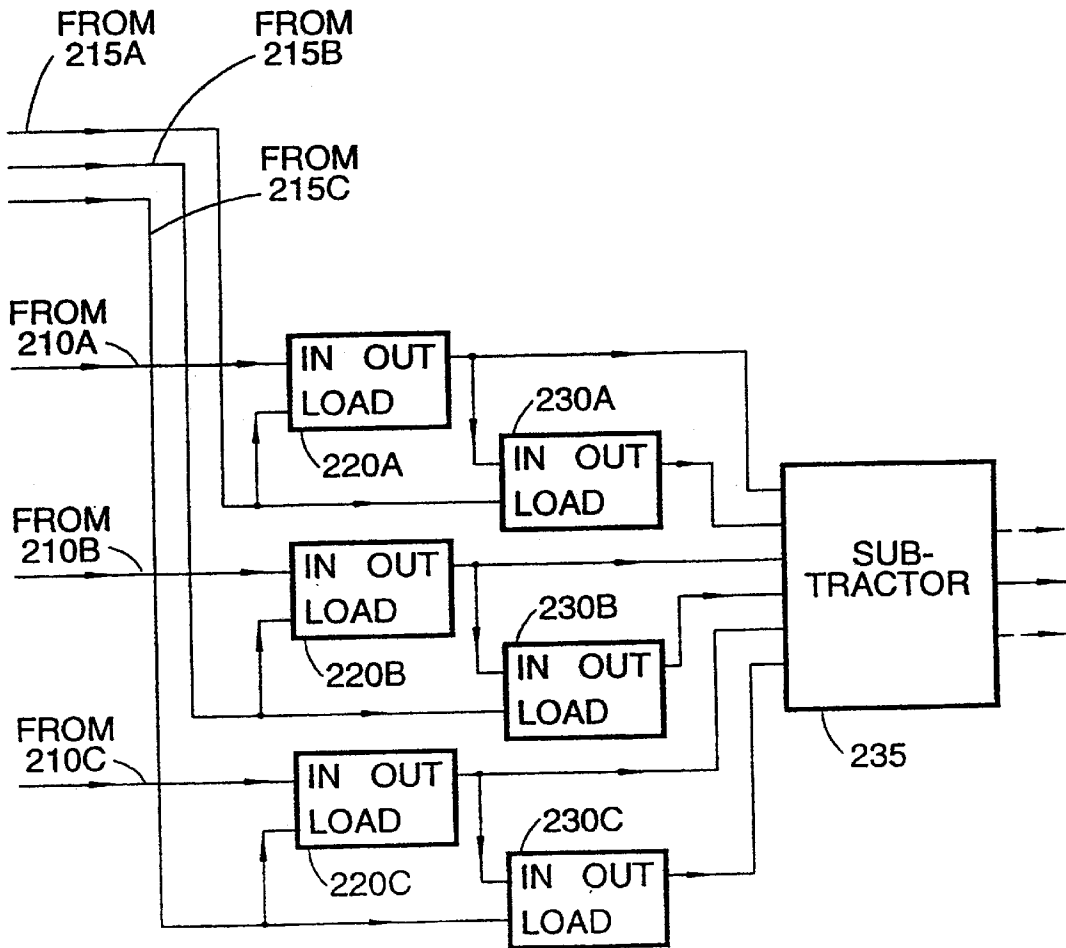 FROM
215A
FROM
215B
FROM
215C
FROM
210A
IN OUT
LOAD
220A
230A
IN OUT
LOAD
FROM
210B
IN OUT
LOAD
220B
230B
IN OUT
LOAD
SUB-
TRACTOR
235
FROM
210C
IN OUT
LOAD
220C
230C
IN OUT
LOAD